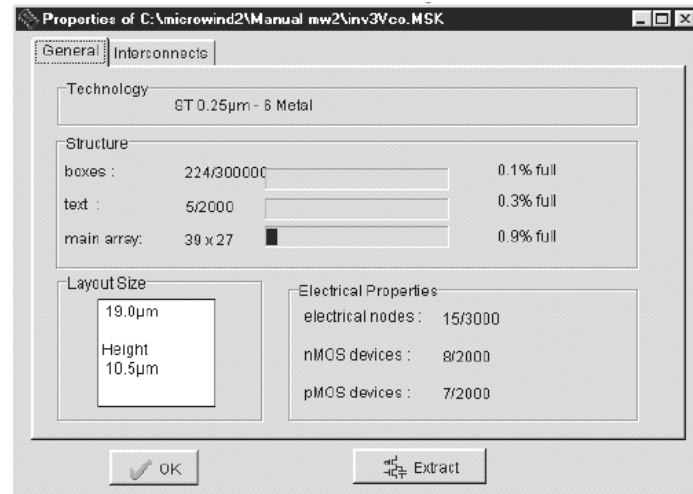 Properties of C:\microwind2\Manual mw2\inv3Vco.MSK
General Interconnects
Technology
ST 0.25µm - 6 Metal
Structure
boxes : 224/300000 0.1% full
text : 5/2000 0.3% full
main array: 39 x 27 0.9% full
Layout Size
19.0µm
Height
10.5µm
Electrical Properties
electrical nodes : 15/3000
nMOS devices : 8/2000
pMOS devices : 7/2000
OK Extract